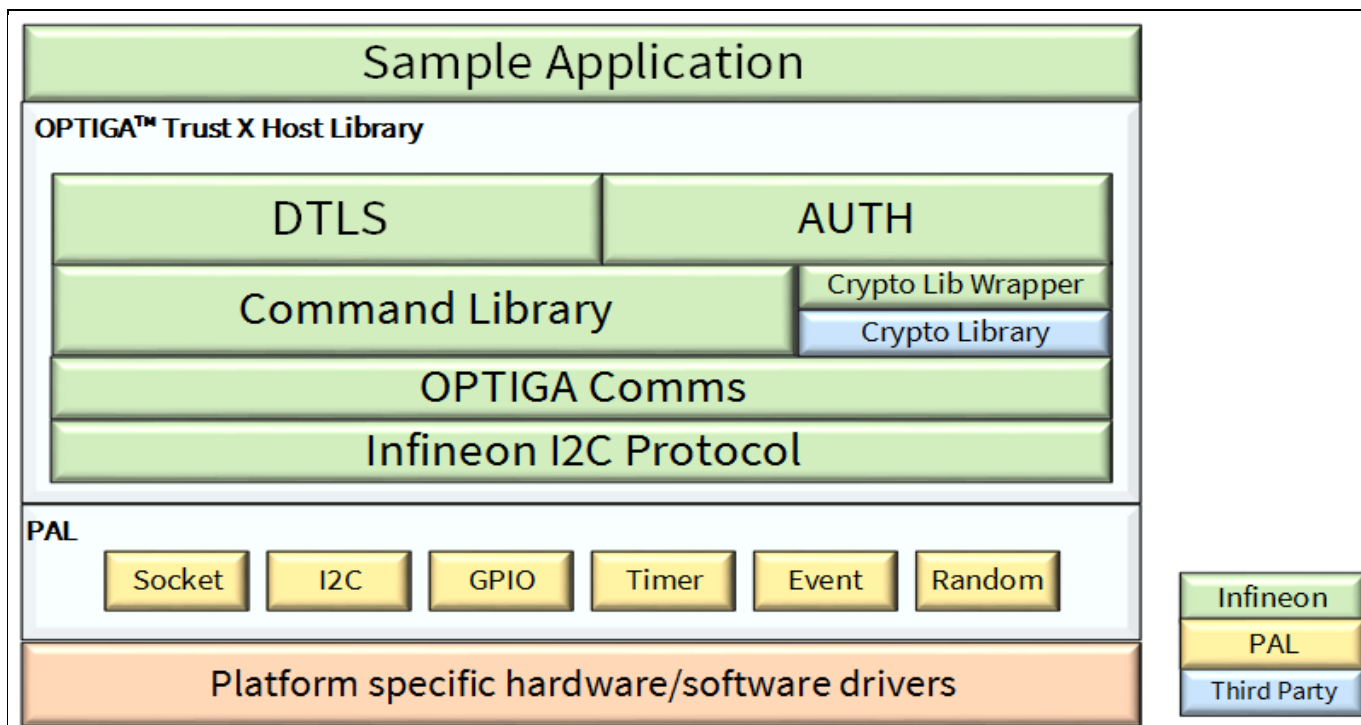 Sample Application
OPTIGA™ Trust X Host Library
DTLS
AUTH
Command Library
Crypto Lib Wrapper
Crypto Library
OPTIGA Comms
Infineon I2C Protocol
PAL
Socket
I2C
GPIO
Timer
Event
Random
Platform specific hardware/software drivers
Infineon
PAL
Third Party